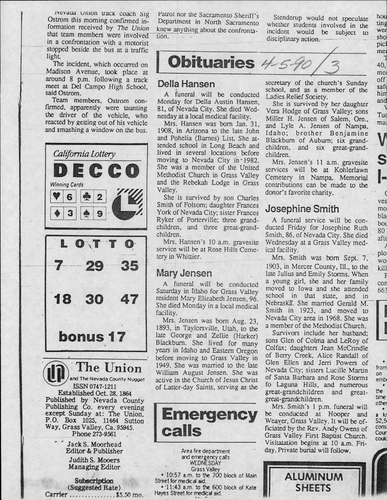 Nevada Union track coach Sig
Ostrom this morning confirmed in-
formation received by The Union
that team members were involved
in a confrontation with a motorist
stopped beside the bus at a traffic
light.
The incident, which occurred on
Madison Avenue, took place at
around 8 p.m. following a track
meet at Del Campo High School,
said Ostrom.
Team members, Ostrom con-
firmed, apparently were taunting
the driver of the vehicle, who
reacted by getting out of his vehicle
and smashing a window on the bus.
California Lottery
DECCO
Winning Cards
♥ 6 ♣ 2
♦ 3 ♠ 9
LOTTO
7 29 35
18 30 47
bonus 17
The Union
and The Nevada County Nugget
ISSN 0747-1211
Established Oct. 28, 1864
Published by Nevada County
Publishing Co. every evening
except Sunday at: The Union,
P.O. Box 1025, 11464 Sutton
Way, Grass Valley, Ca. 95945.
Phone 273-9561
Jack S. Moorhead
Editor & Publisher
Judith S. Mooers
Managing Editor
Subscription
(Suggested Rate)
Carrier $5.50 mo.
Patrol nor the Sacramento Sheriff's
Department in North Sacramento
knew anything about the confronta-
tion.
Stenderup would not speculate
whether students involved in the
incident would be subject to
disciplinary action.
Obituaries
4-5-90/3
Della Hansen
A funeral will be conducted
Monday for Della Austin Hansen,
81, of Nevada City. She died Wed-
nesday at a local medical facility.
Mrs. Hansen was born Jan. 31,
1908, in Arizona to the late John
and Pohelia (Barnes) List. She at-
tended school in Long Beach and
lived in several locations before
moving to Nevada City in 1982.
She was a member of the United
Methodist Church in Grass Valley
and the Rebekah Lodge in Grass
Valley.
She is survived by son Charles
Smith of Folsom; daughter Frances
York of Nevada City; sister Frances
Ryker of Porterville; three grand-
children, and three great-grand-
children.
Mrs. Hansen's 10 a.m. gravesite
service will be at Rose Hills Ceme-
tery in Whittier.
Mary Jensen
A funeral will be conducted
Saturday in Idaho for Grass Valley
resident Mary Elizabeth Jensen, 96.
She died Monday in a local medical
facility.
Mrs. Jensen was born Aug. 23,
1893, in Taylorsville, Utah, to the
late George and Zellie (Harker)
Blackburn. She lived for many
years in Idaho and Eastern Oregon
before moving to Grass Valley in
1949, She was married to the late
William August Jensen. She was
active in the Church of Jesus Christ
of Latter-day Saints, serving as the
secretary of the church's Sunday
school, and as a member of the
Ladies Relief Society.
She is survived by her daughter
Vera Hodge of Grass Valley; sons
Miller H. Jensen of Salem, Ore.,
and Lyle A. Jensen of Nampa,
Idaho; brother Benjamine
Blackburn of Auburn; six grand-
children, and six great-grand-
children.
Mrs. Jensen's 11 a.m. gravesite
services will be at Kohlerlawn
Cemetery in Nampa. Memorial
contributions can be made to the
donor's favorite charity.
Josephine Smith
A funeral service will be con-
ducted Friday for Josephine Ruth
Smith, 86, of Nevada City. She died
Wednesday at a Grass Valley med-
ical facility.
Mrs. Smith was born Sept. 7,
1903, in Mercer County, Ill., to the
late Julius and Emily Storms. When
a young girl, she and her family
moved to Iowa and she attended
school in that state, and in
Nebraska. She married Gerald M.
Smith in 1923, and moved to
Nevada City area in 1968. She was
a member of the Methodist Church.
Survivors include her husband,
sons Glen of Colma and LeRoy of
Colfax; daughters Jean McCrindle
of Berry Creek, Alice Randall of
Glen Ellen and Jerri Powers of
Nevada City; sisters Lucille Martin
of Santa Barbara and Rose Storms
fo Laguna Hills, and numerous
great-grandchildren and great-
great-grandchildren.
Mrs. Smith's 1 p.m. funeral will
be conducted at Hooper and
Weaver, Grass Valley. It will be of-
ficiated by the Rev. Andy Owens of
Grass Valley First Baptist Church.
Visitation begins at 10 a.m. Fri-
day. Private burial will follow.
Emergency
calls
Area fire department
and emergency calls:
WEDNESDAY
Grass Valley
• 10:57 a.m. to the 700 block of Main
Street for medical aid.
• 11:43 a.m. to the 600 block of Kate
Hayes Street for medical aid.
ALUMINUM
SHEETS